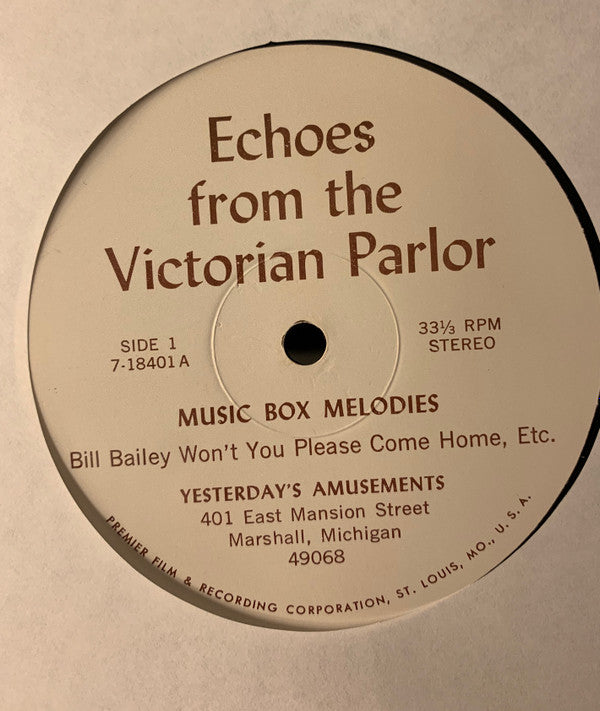 Echoes
from the
Victorian Parlor
SIDE 1
7-18401A
33⅓ RPM
STEREO
MUSIC BOX MELODIES
Bill Bailey Won't You Please Come Home, Etc.
YESTERDAY'S AMUSEMENTS
401 East Mansion Street
Marshall, Michigan
49068
PREMIER FILM & RECORDING CORPORATION, ST. LOUIS, MO., U. S. A.